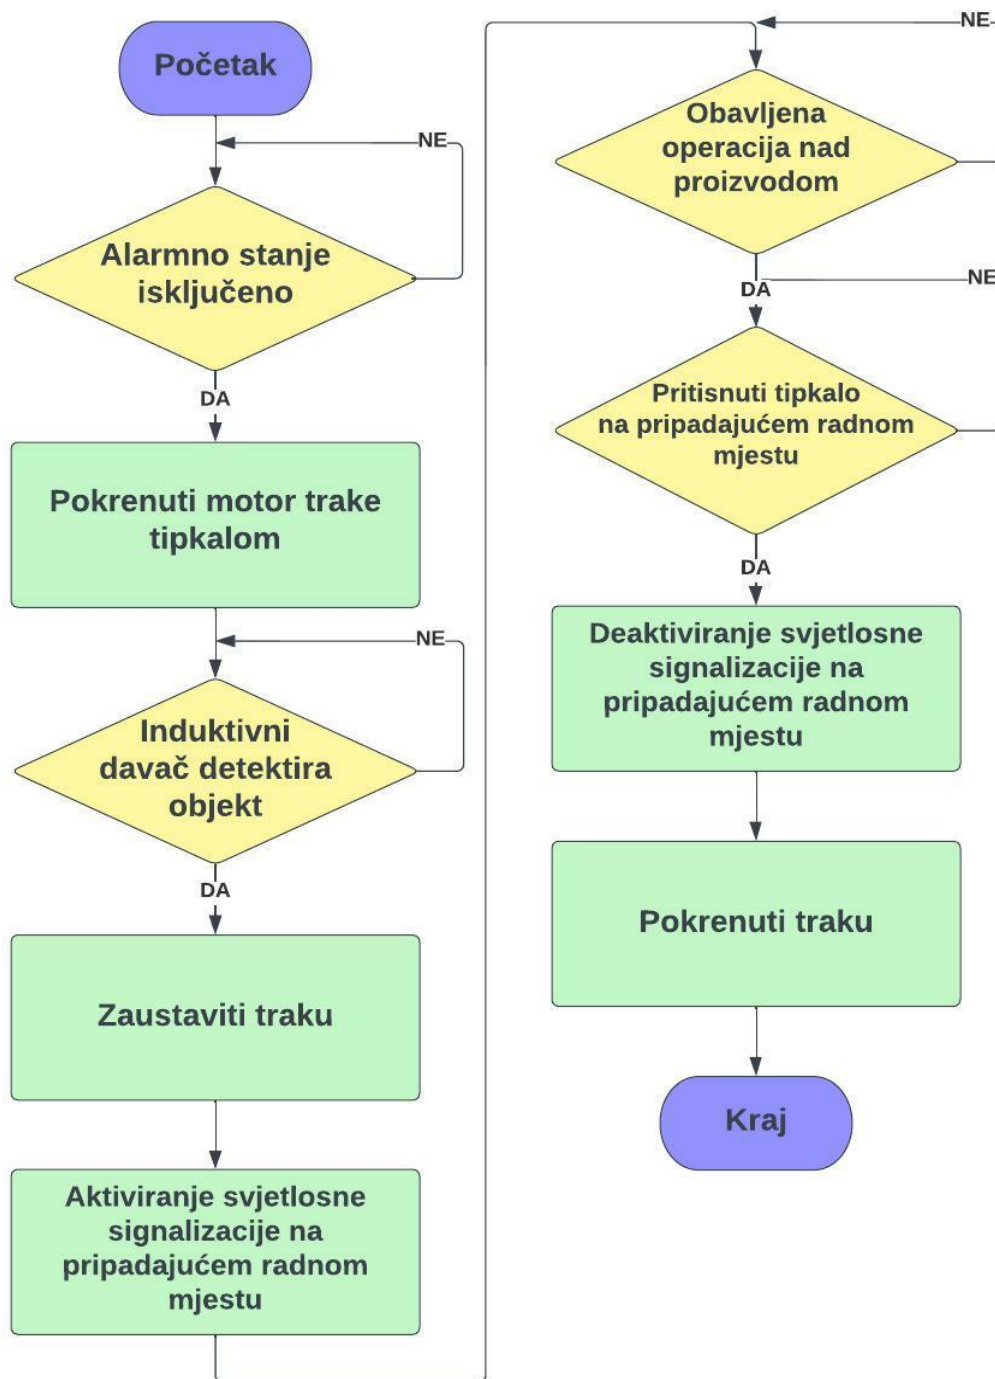 Početak
NE
Alarmno stanje
isključeno
DA
Pokrenuti motor trake
tipkalom
NE
Induktivni
davač detektira
objekt
DA
Zaustaviti traku
Aktiviranje svjetlosne
signalizacije na
pripadajućem radnom
mjestu
NE
Obavljena
operacija nad
proizvodom
DA
NE
Pritisnuti tipkalo
na pripadajućem radnom
mjestu
DA
Deaktiviranje svjetlosne
signalizacije na
pripadajućem radnom
mjestu
Pokrenuti traku
Kraj